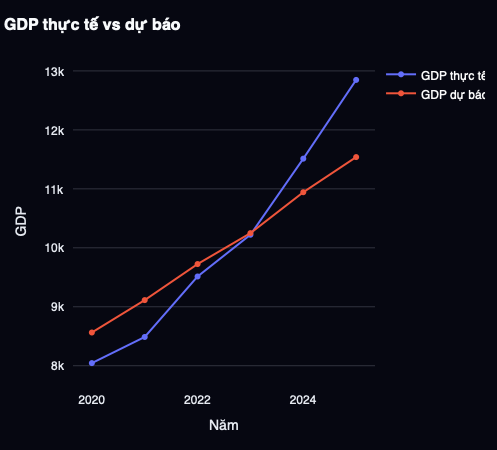 GDP thực tế vs dự báo
13k
12k
11k
10k
9k
8k
GDP
2020
2022
2024
Năm
GDP thực tế
GDP dự báo